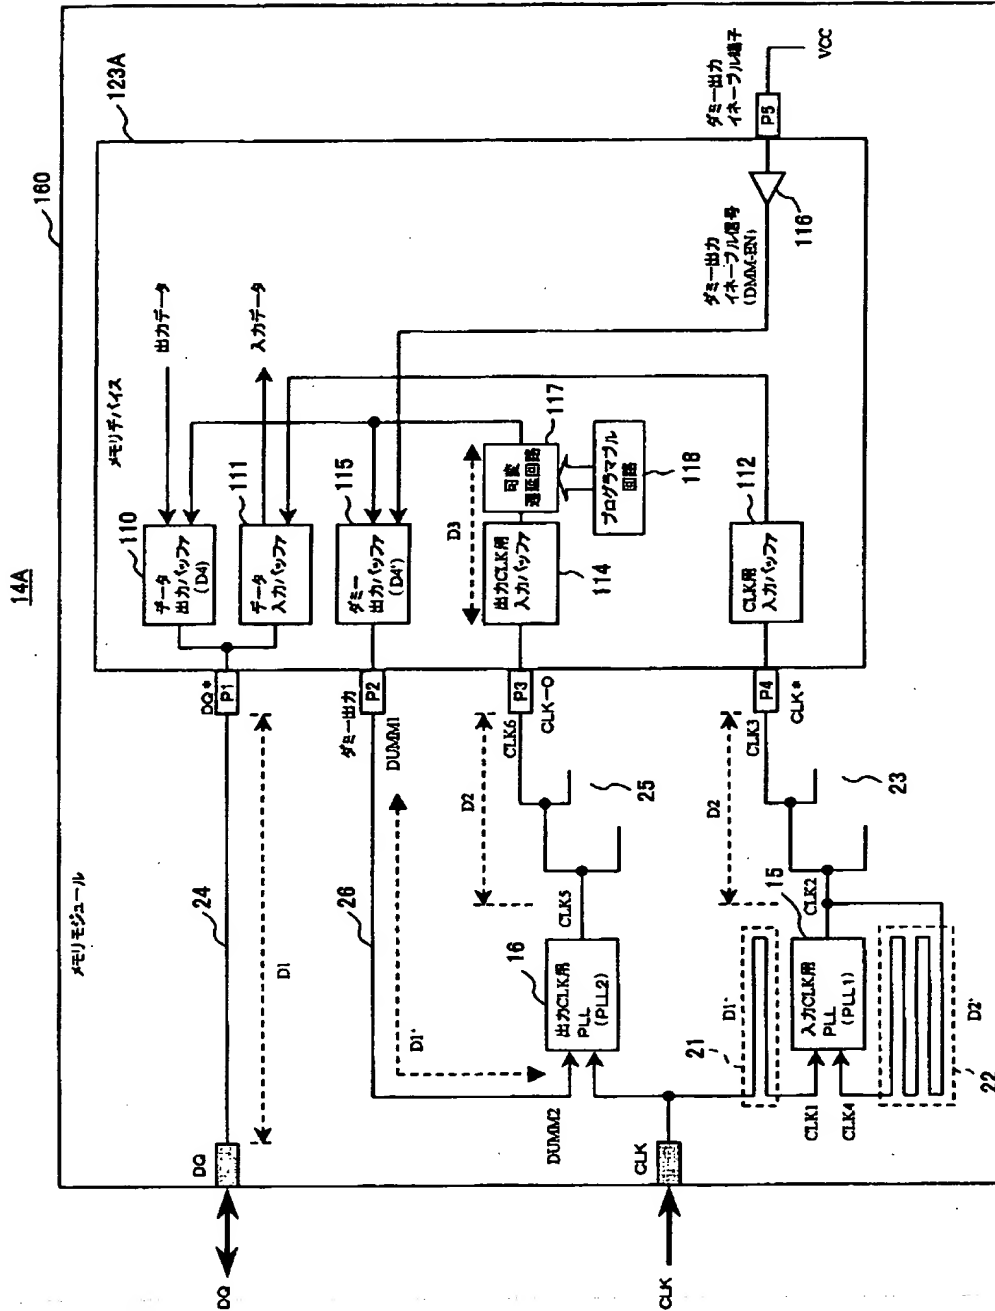 14A
160
メモリモジュール
123A
メモリデバイス
110
データ
出力バッファ
(D4)
出力データ
111
データ
入力バッファ
入力データ
115
ダミー
出力バッファ
(D4')
D3
出力CLK用
入力バッファ
114
可変
遅延回路
117
プログラマブル
回路
118
CLK用
入力バッファ
112
ダミー出力
イネーブル信号
(DMM-EN)
116
ダミー出力
イネーブル端子
P5
VCC
DQ*
P1
ダミー出力
P2
DUMM1
CLK6
P3
CLK-O
CLK3
P4
CLK*
24
D1
26
D1'
D2
25
CLK5
16
出力CLK用
PLL
(PLL2)
DUMM2
D2
23
CLK2
15
入力CLK用
PLL
(PLL1)
21
D1'
CLK1
CLK4
D2'
22
DQ
DQ
CLK
CLK